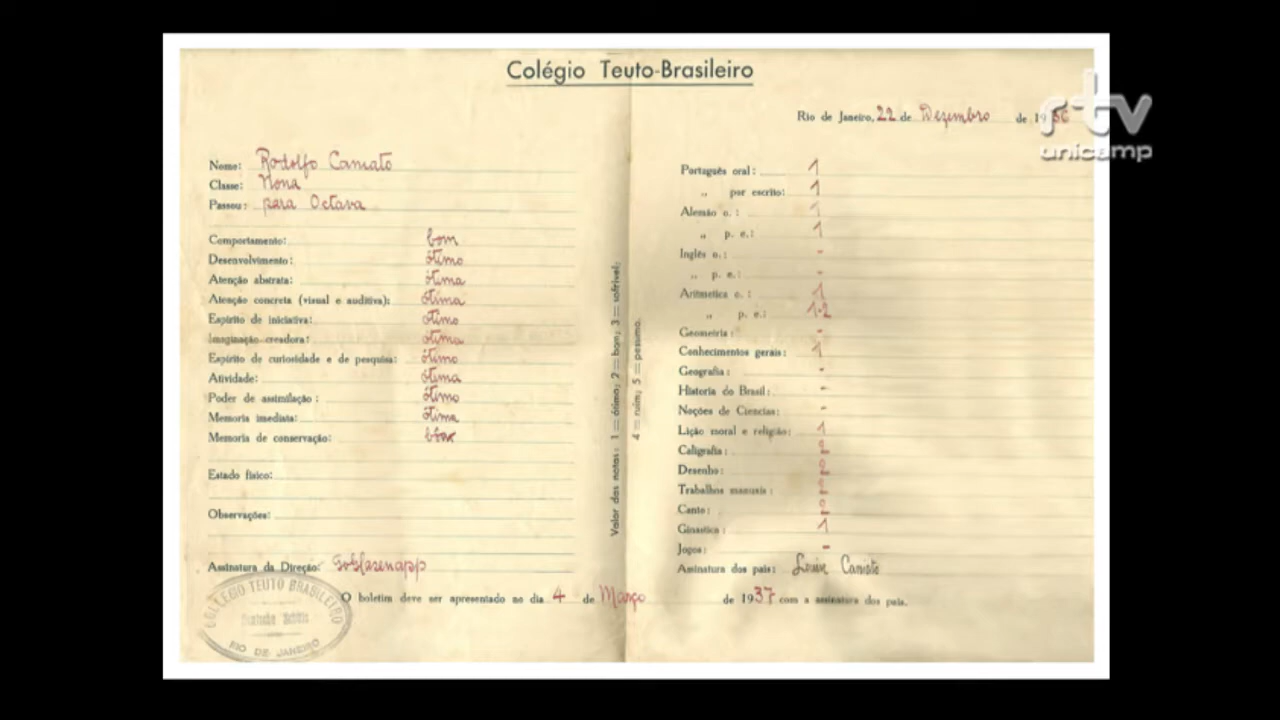 Colégio Teuto-Brasileiro
rtv
unicamp
Rio de Janeiro, 22 de Dezembro de 1936
Nome: Rodolfo Caniato
Classe: Nona
Passou: para Octava
Comportamento: bom
Desenvolvimento: ótimo
Atenção abstrata: ótima
Atenção concreta (visual e auditiva): ótima
Espírito de iniciativa: ótimo
Imaginação creadora: ótima
Espírito de curiosidade e de pesquisa: ótimo
Atividade: ótima
Poder de assimilação: ótimo
Memoria imediata: ótima
Memoria de conservação: bôa
Estado físico:
Observações:
Assinatura da Direção:
Valor das notas: 1 = ótimo; 2 = bom; 3 = sofrivel;
4 = ruim; 5 = pessimo.
Português oral: 1
„ por escrito: 1
Alemão o.: 1
„ p. e.: 1
Inglês o.: -
„ p. e.: -
Aritmetica o.: 1
„ p. e.: 1-2
Geometria: -
Conhecimentos gerais: 1
Geografia: -
Historia do Brasil: -
Noções de Ciencias: -
Lição moral e religião: 1
Caligrafia: 2
Desenho: 2
Trabalhos manuais: 2
Canto: 2
Ginastica: 1
Jogos: -
Assinatura dos pais: Caniato
O boletim deve ser apresentado no dia 4 de Março de 1937 com a assinatura dos pais.
COLLEGIO TEUTO BRASILEIRO
Deutsche Schule
RIO DE JANEIRO